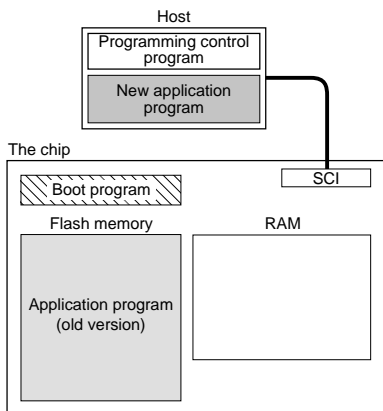 Host
Programming control
program
New application
program
The chip
SCI
Boot program
Flash memory
RAM
Application program
(old version)